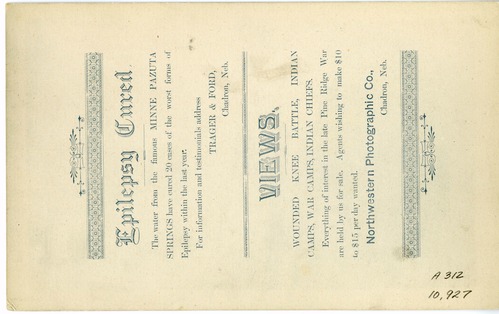 Epilepsy Cured.
The water from the famous MINNE PAZUTA
SPRINGS have cured 20 cases of the worst forms of
Epilepsy within the last year.
For information and testimonials address
TRAGER & FORD,
Chadron, Neb.
VIEWS.
WOUNDED KNEE BATTLE, INDIAN
CAMPS, WAR CAMPS, INDIAN CHIEFS.
Everything of interest in the late Pine Ridge War
are held by us for sale. Agents wishing to make $10
to $15 per day wanted.
Northwestern Photographic Co.,
Chadron, Neb.
A 312
10,927